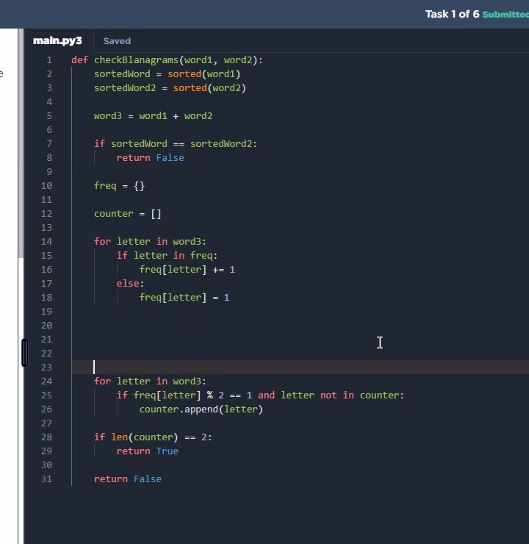 Task 1 of 6 Submitted
main.py3 Saved
e
1 def checkBlanagrams(word1, word2):
2 sortedWord = sorted(word1)
3 sortedWord2 = sorted(word2)
4
5 word3 = word1 + word2
6
7 if sortedWord == sortedWord2:
8 return False
9
10 freq = {}
11
12 counter = []
13
14 for letter in word3:
15 if letter in freq:
16 freq[letter] += 1
17 else:
18 freq[letter] = 1
19
20
21
22
23
24 for letter in word3:
25 if freq[letter] % 2 == 1 and letter not in counter:
26 counter.append(letter)
27
28 if len(counter) == 2:
29 return True
30
31 return False